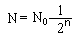 N = N₀ 1/2ⁿ